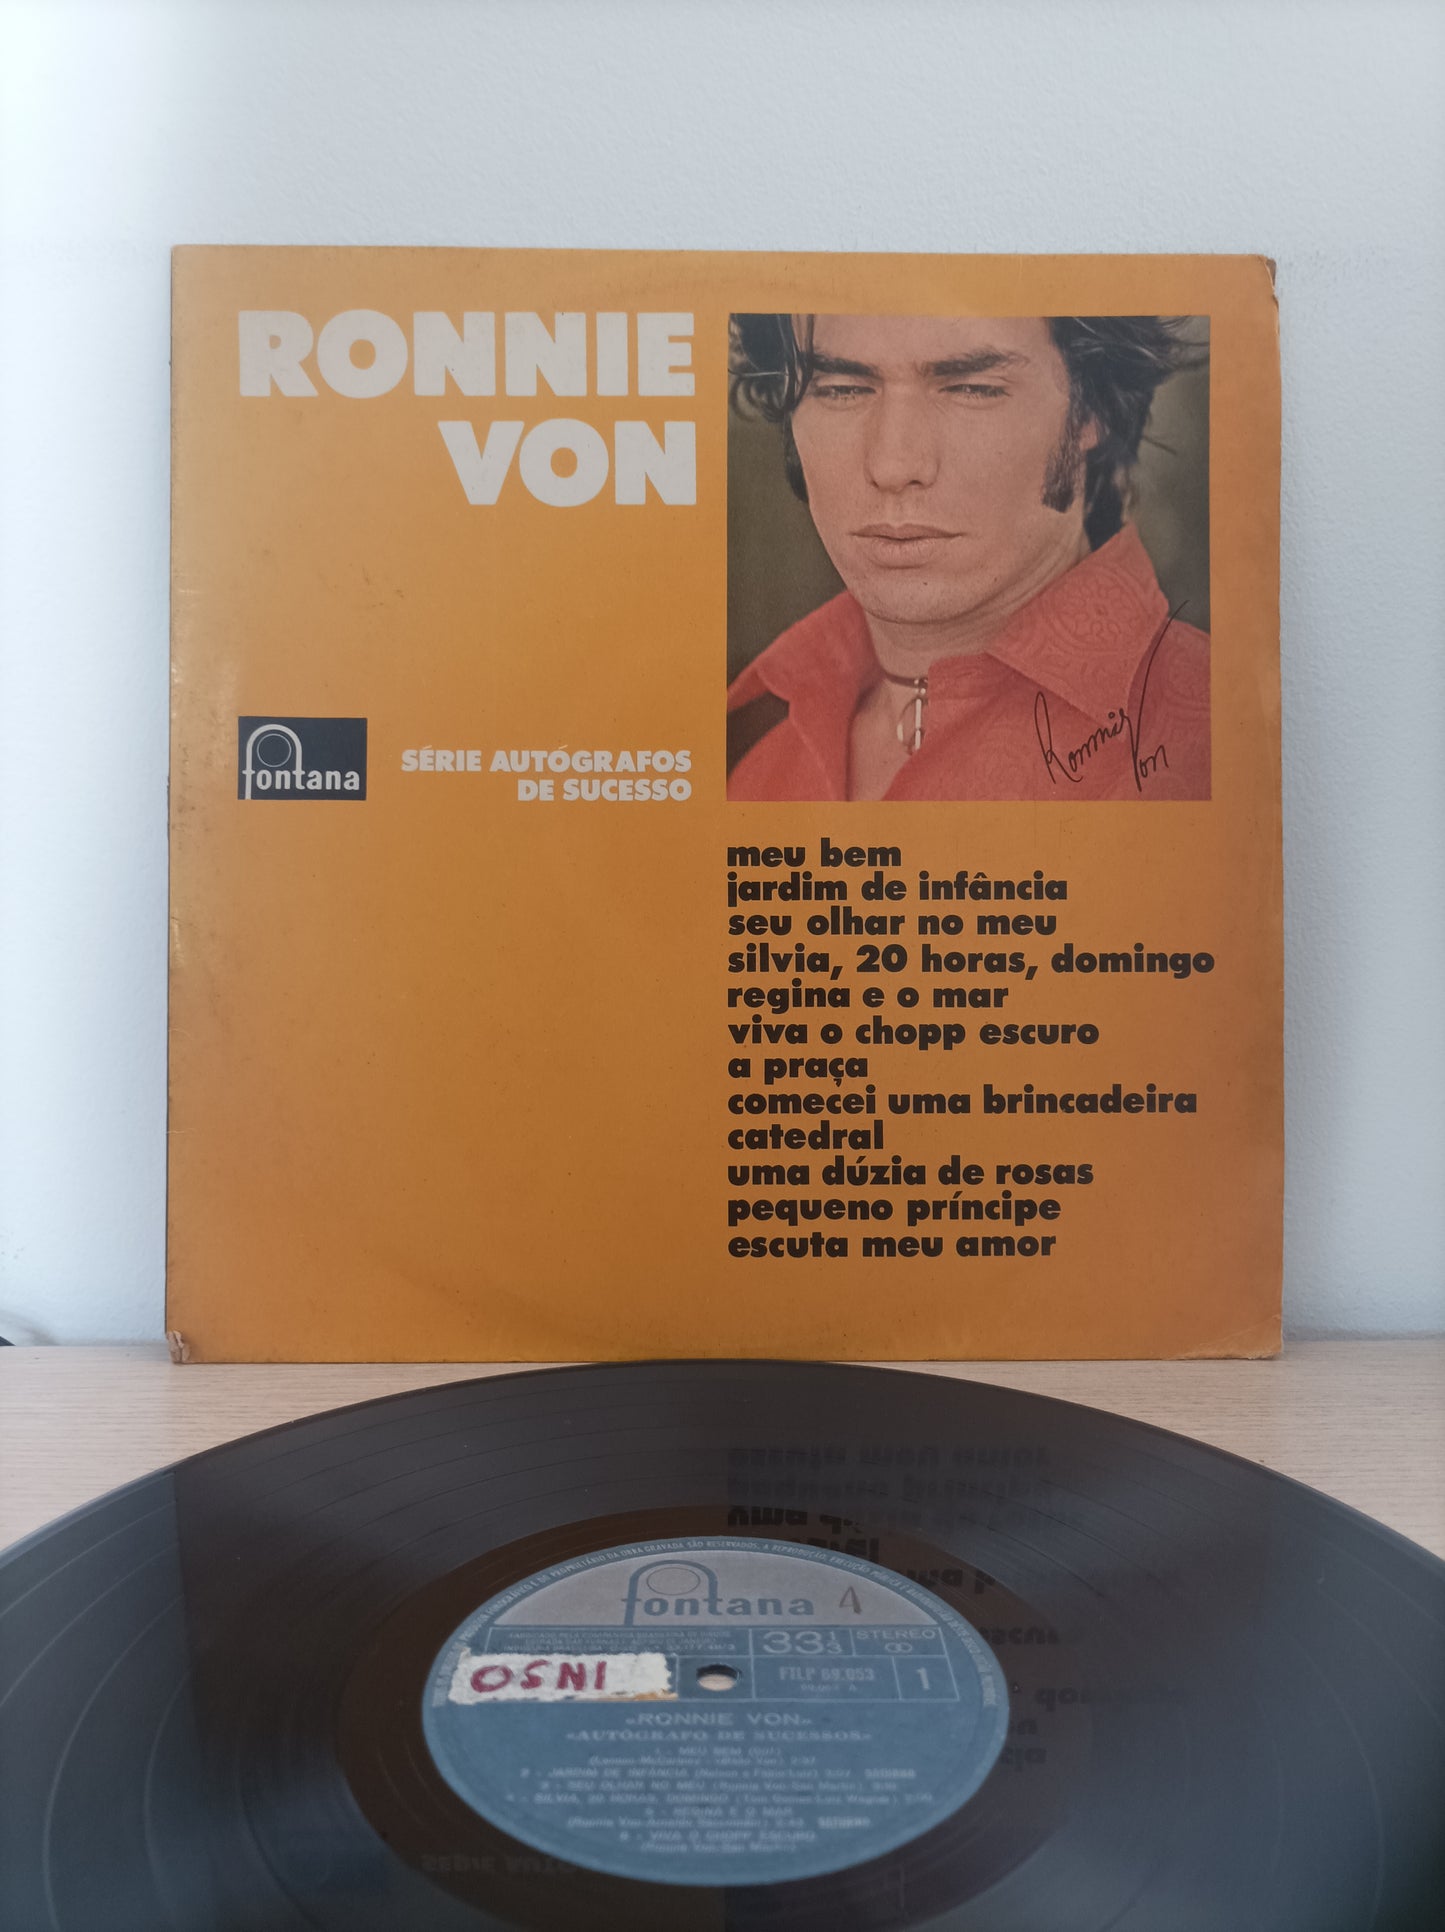 RONNIE
VON
fontana
SÉRIE AUTÓGRAFOS
DE SUCESSO
Ronnie
Von
meu bem
jardim de infância
seu olhar no meu
silvia, 20 horas, domingo
regina e o mar
viva o chopp escuro
a praça
comecei uma brincadeira
catedral
uma dúzia de rosas
pequeno príncipe
escuta meu amor
fontana 4
33 1/3
STEREO
OSNI
FTLP 69.053
1
«RONNIE VON»
«AUTÓGRAFO DE SUCESSOS»
1 - MEU BEM (Girl)
2 - JARDIM DE INFÂNCIA
3 - SEU OLHAR NO MEU
4 - SILVIA, 20 HORAS, DOMINGO
5 - REGINA E O MAR
6 - VIVA O CHOPP ESCURO